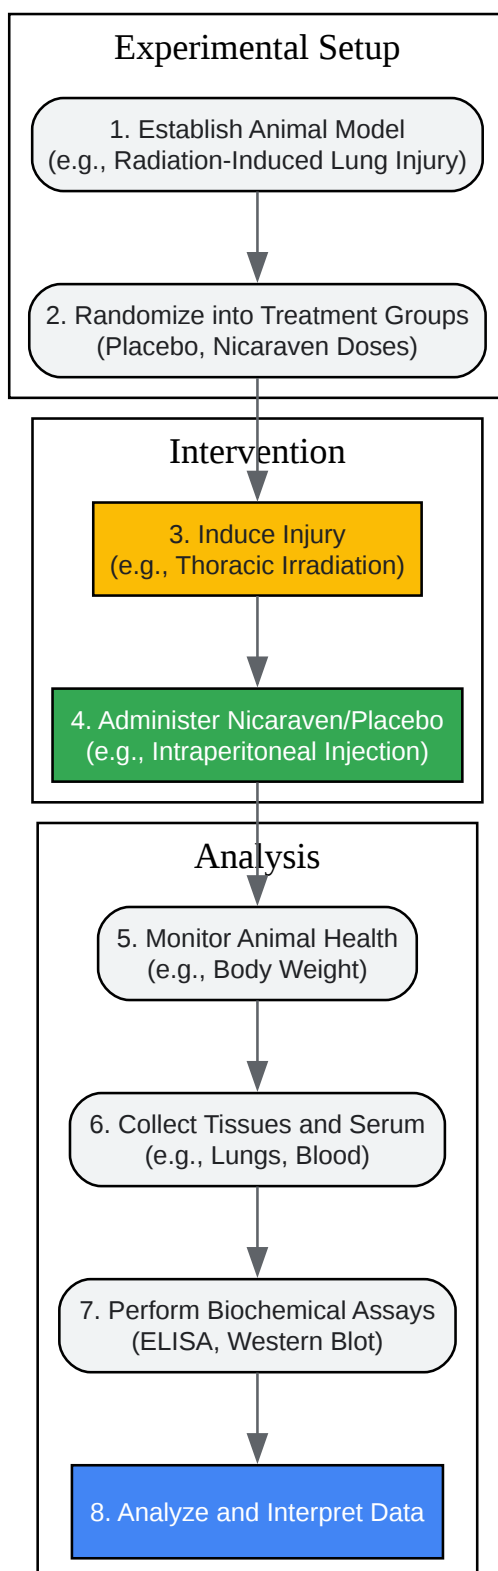 Experimental Setup
1. Establish Animal Model
(e.g., Radiation-Induced Lung Injury)
2. Randomize into Treatment Groups
(Placebo, Nicaraven Doses)
Intervention
3. Induce Injury
(e.g., Thoracic Irradiation)
4. Administer Nicaraven/Placebo
(e.g., Intraperitoneal Injection)
Analysis
5. Monitor Animal Health
(e.g., Body Weight)
6. Collect Tissues and Serum
(e.g., Lungs, Blood)
7. Perform Biochemical Assays
(ELISA, Western Blot)
8. Analyze and Interpret Data